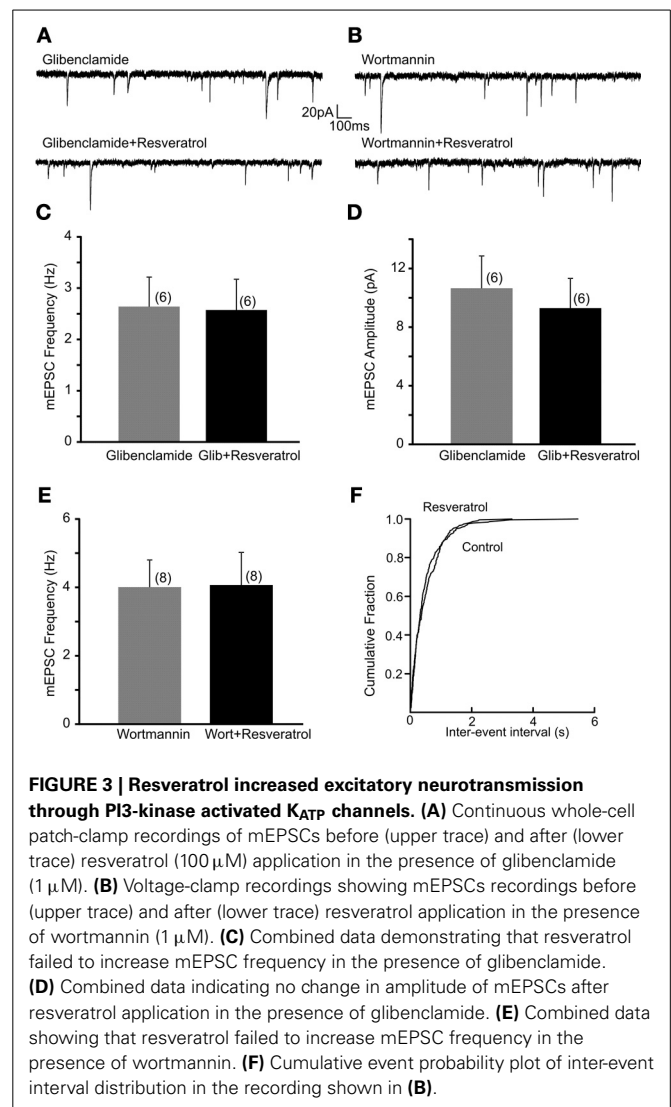 A
B
Glibenclamide
Wortmannin
20pA
100ms
Glibenclamide+Resveratrol
Wortmannin+Resveratrol
C
D
4
3
2
1
0
mEPSC Frequency (Hz)
(6)
(6)
Glibenclamide
Glib+Resveratrol
12
8
4
0
mEPSC Amplitude (pA)
(6)
(6)
Glibenclamide
Glib+Resveratrol
E
F
6
4
2
0
mEPSC Frequency (Hz)
(8)
(8)
Wortmannin
Wort+Resveratrol
Resveratrol
Control
1.0
0.8
0.6
0.4
0.2
Cumulative Fraction
0
2
4
6
Inter-event interval (s)
FIGURE 3 | Resveratrol increased excitatory neurotransmission
through PI3-kinase activated KATP channels. (A) Continuous whole-cell
patch-clamp recordings of mEPSCs before (upper trace) and after (lower
trace) resveratrol (100 μM) application in the presence of glibenclamide
(1 μM). (B) Voltage-clamp recordings showing mEPSCs recordings before
(upper trace) and after (lower trace) resveratrol application in the presence
of wortmannin (1 μM). (C) Combined data demonstrating that resveratrol
failed to increase mEPSC frequency in the presence of glibenclamide.
(D) Combined data indicating no change in amplitude of mEPSCs after
resveratrol application in the presence of glibenclamide. (E) Combined data
showing that resveratrol failed to increase mEPSC frequency in the
presence of wortmannin. (F) Cumulative event probability plot of inter-event
interval distribution in the recording shown in (B).